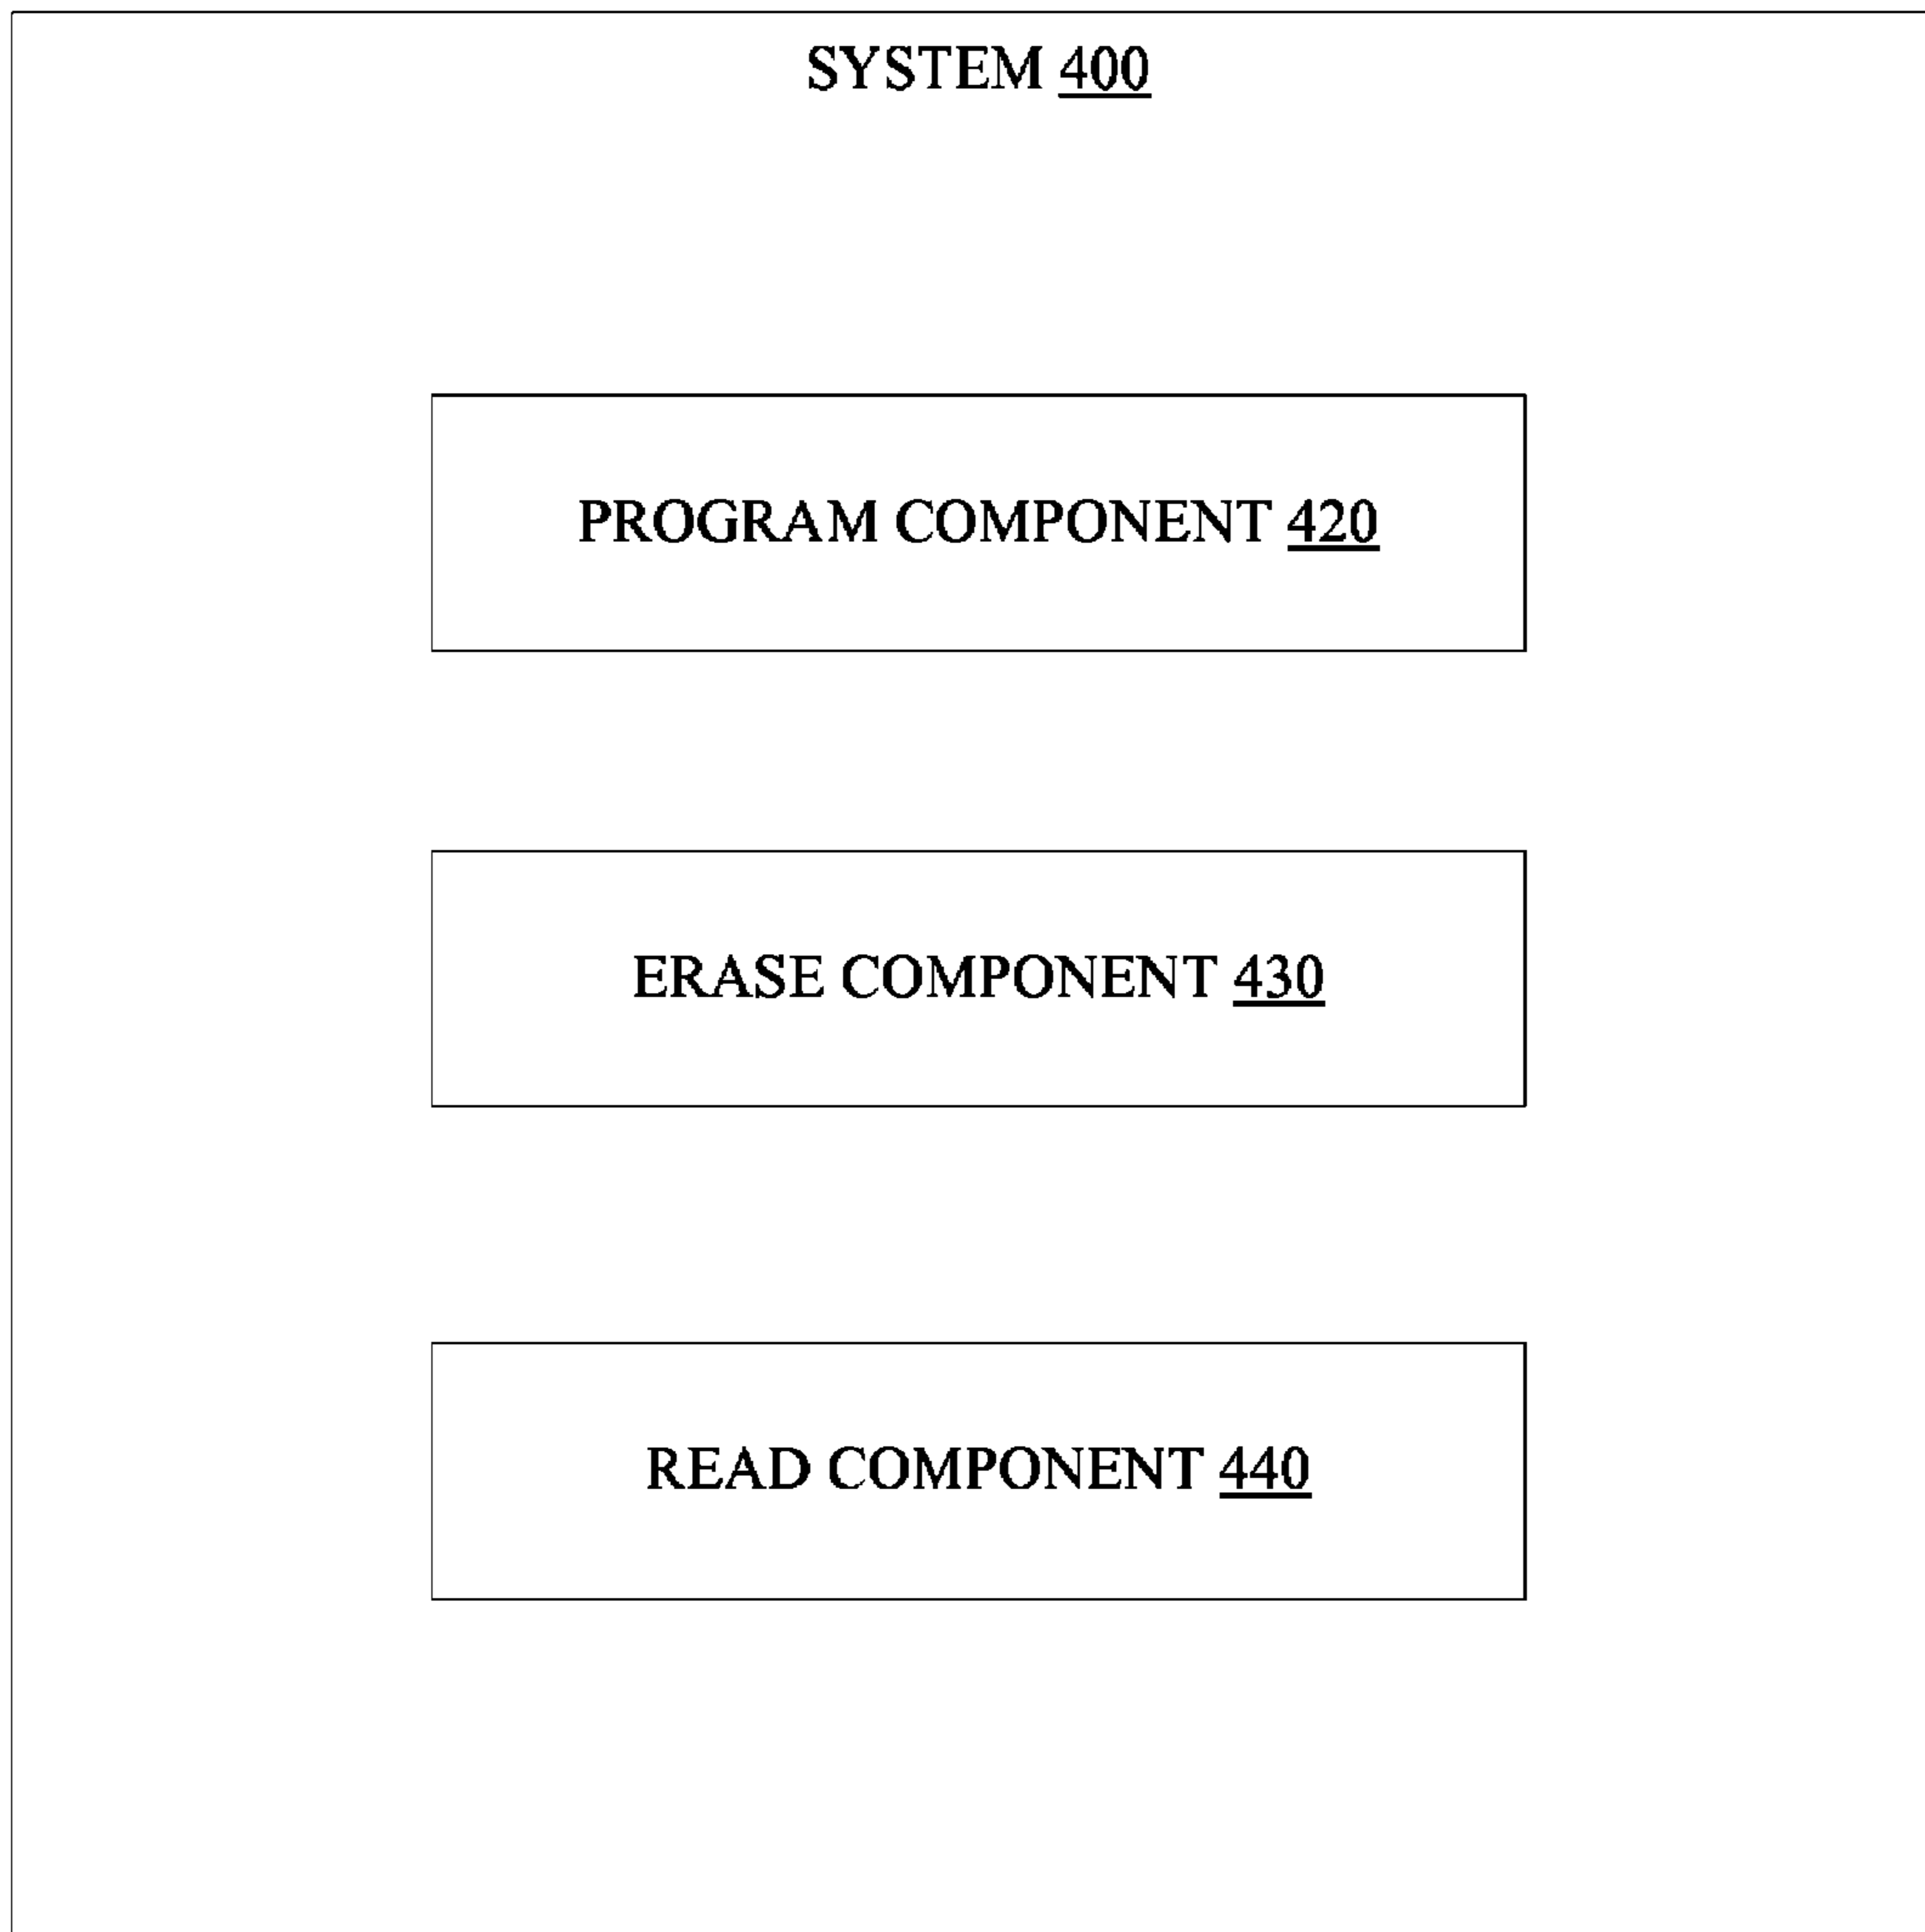 SYSTEM 400
PROGRAM COMPONENT 420
ERASE COMPONENT 430
READ COMPONENT 440